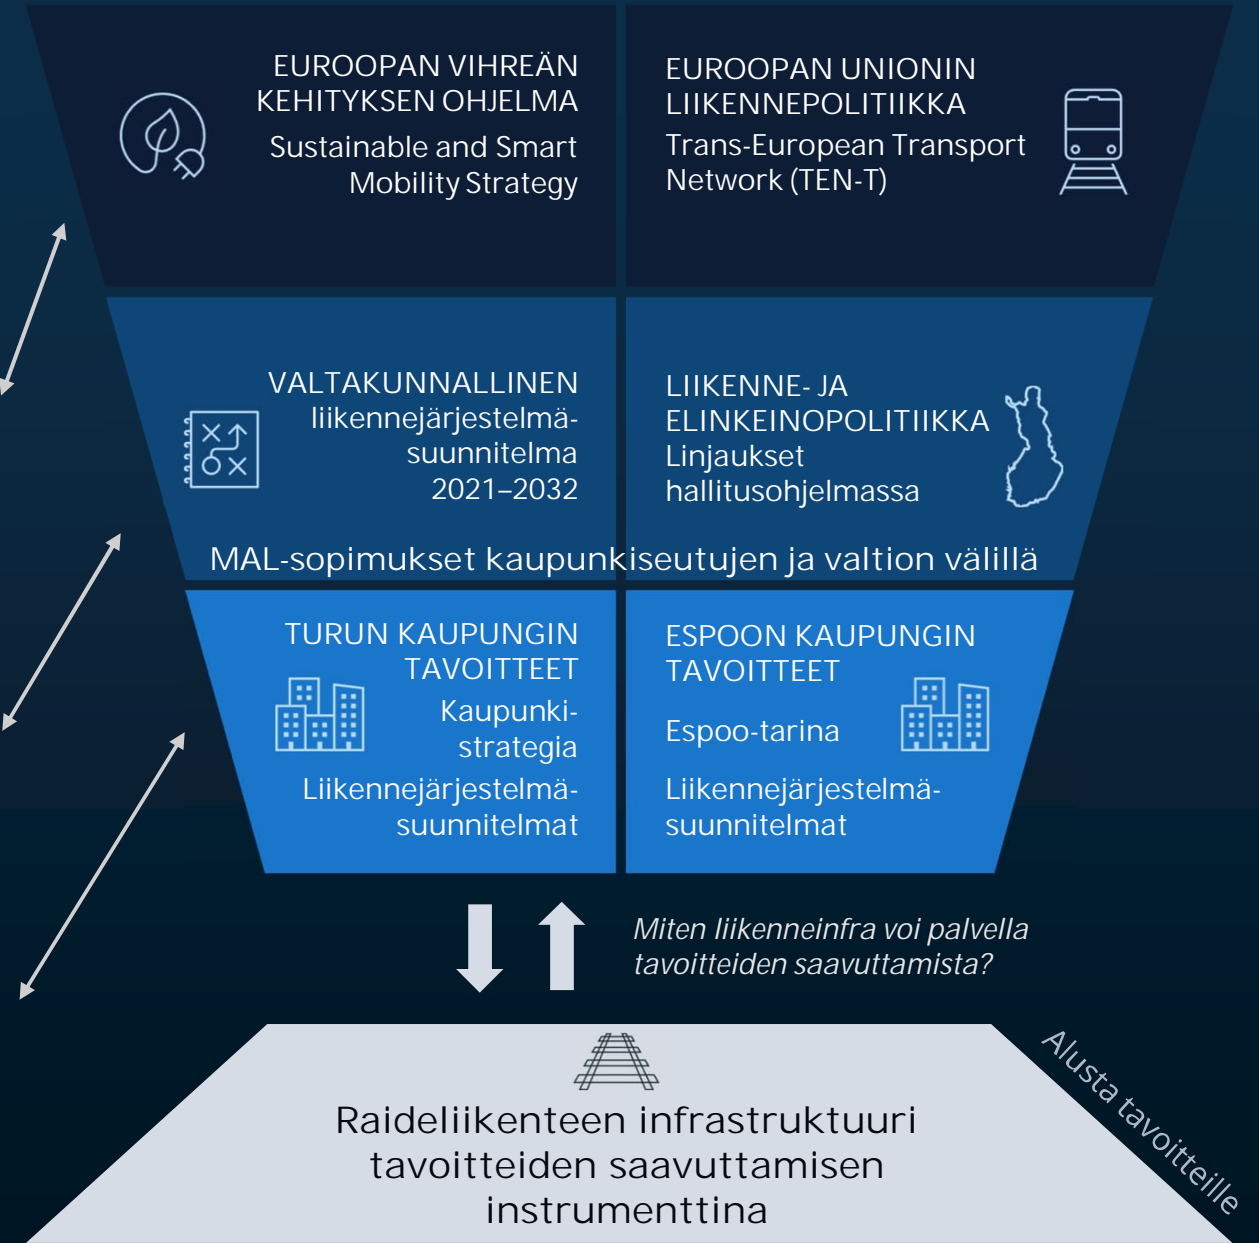 EUROOPAN VIHREÄN
KEHITYKSEN OHJELMA
Sustainable and Smart
Mobility Strategy
EUROOPAN UNIONIN
LIIKENNEPOLITIIKKA
Trans-European Transport
Network (TEN-T)
VALTAKUNNALLINEN
liikennejärjestelmä-
suunnitelma
2021–2032
LIIKENNE- JA
ELINKEINOPOLITIIKKA
Linjaukset
hallitusohjelmassa
MAL-sopimukset kaupunkiseutujen ja valtion välillä
TURUN KAUPUNGIN
TAVOITTEET
Kaupunki-
strategia
Liikennejärjestelmä-
suunnitelmat
ESPOON KAUPUNGIN
TAVOITTEET
Espoo-tarina
Liikennejärjestelmä-
suunnitelmat
Miten liikenneinfra voi palvella
tavoitteiden saavuttamista?
Alusta tavoitteille
Raideliikenteen infrastruktuuri
tavoitteiden saavuttamisen
instrumenttina